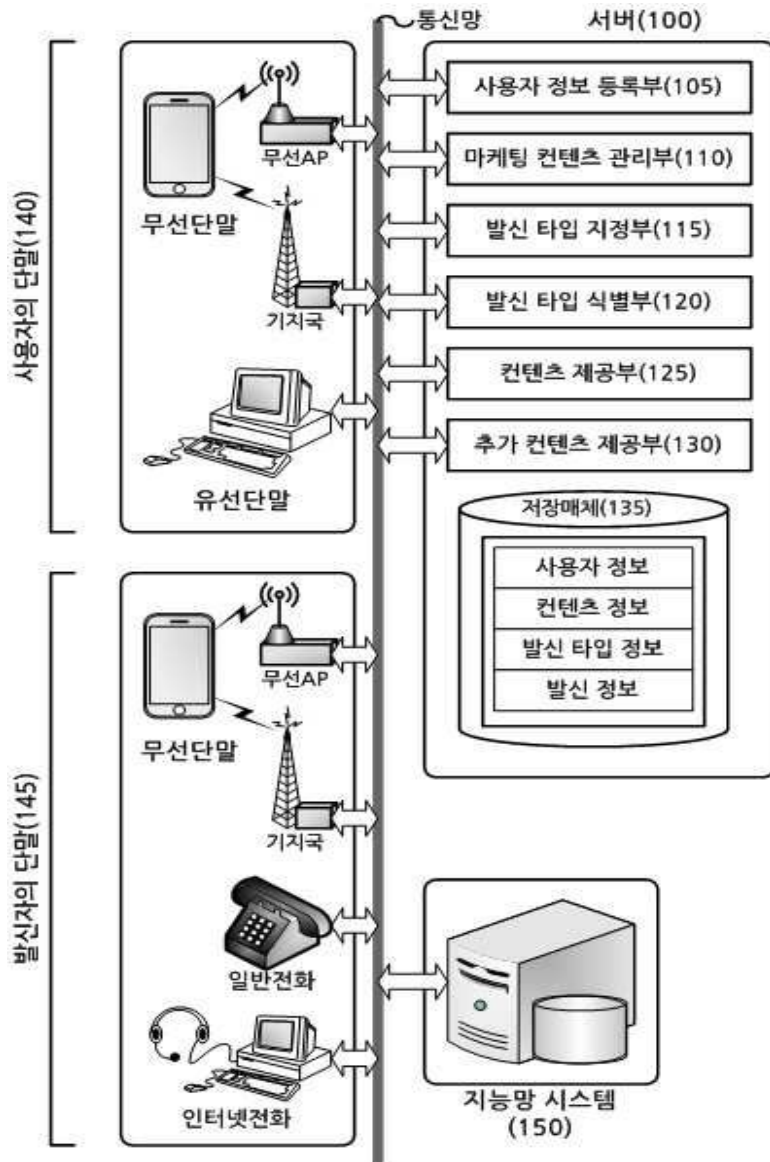 통신망
서버(100)
사용자의 단말(140)
무선AP
무선단말
기지국
유선단말
사용자 정보 등록부(105)
마케팅 컨텐츠 관리부(110)
발신 타입 지정부(115)
발신 타입 식별부(120)
컨텐츠 제공부(125)
추가 컨텐츠 제공부(130)
저장매체(135)
사용자 정보
컨텐츠 정보
발신 타입 정보
발신 정보
발신자의 단말(145)
무선AP
무선단말
기지국
일반전화
인터넷전화
지능망 시스템
(150)